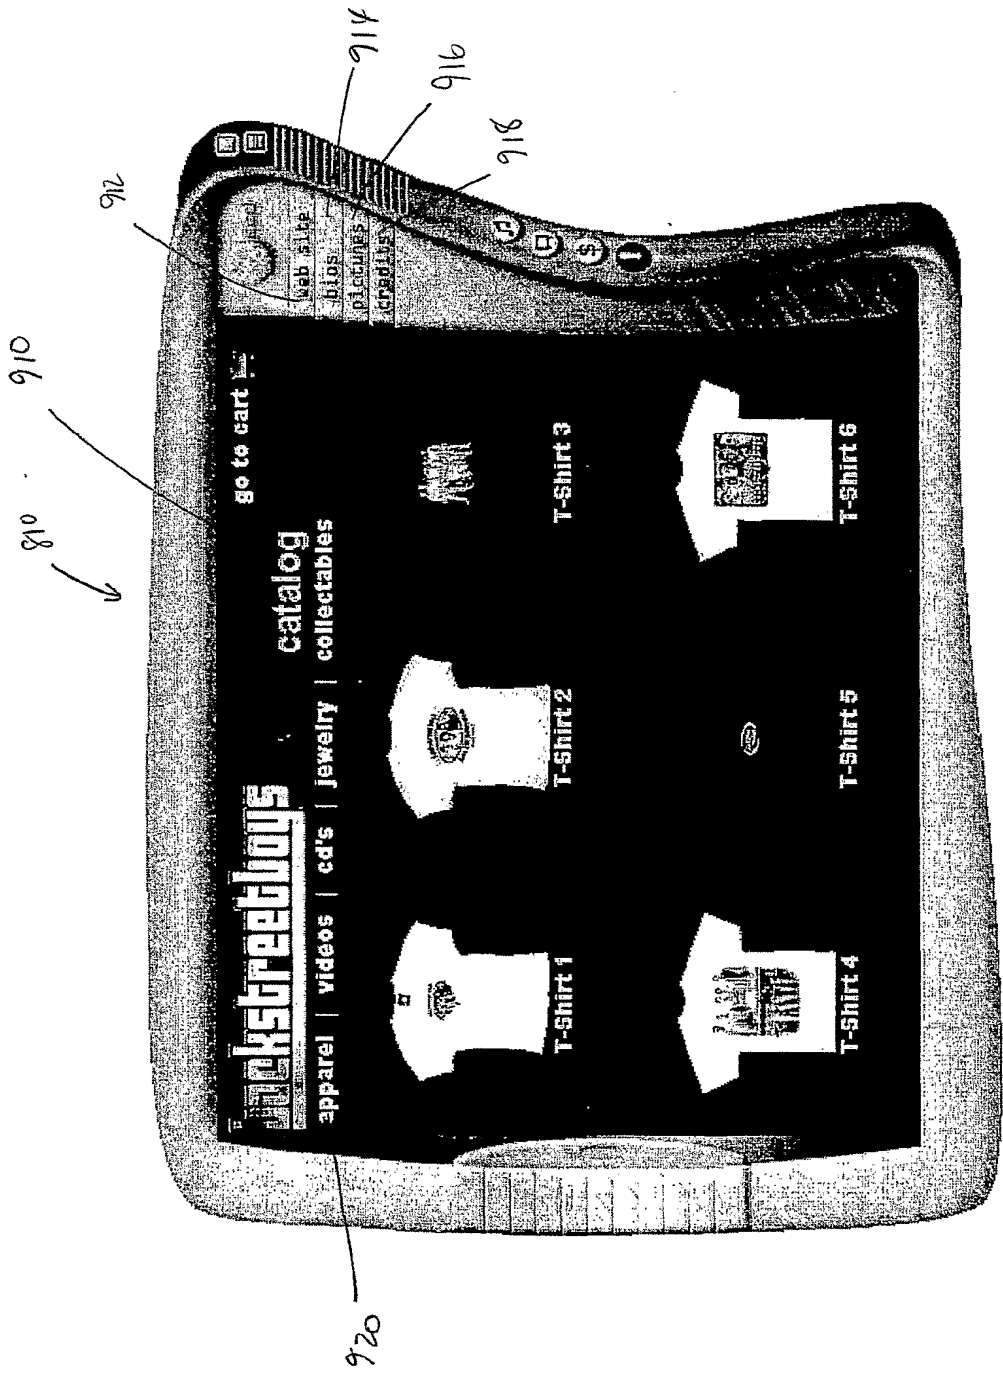 810
910
912
914
916
918
920
backstreetboys
catalog
go to cart
apparel | videos | cd's | jewelry | collectables
web site
bios
pictures
credits
$
T-Shirt 1
T-Shirt 2
T-Shirt 3
T-Shirt 4
T-Shirt 5
T-Shirt 6